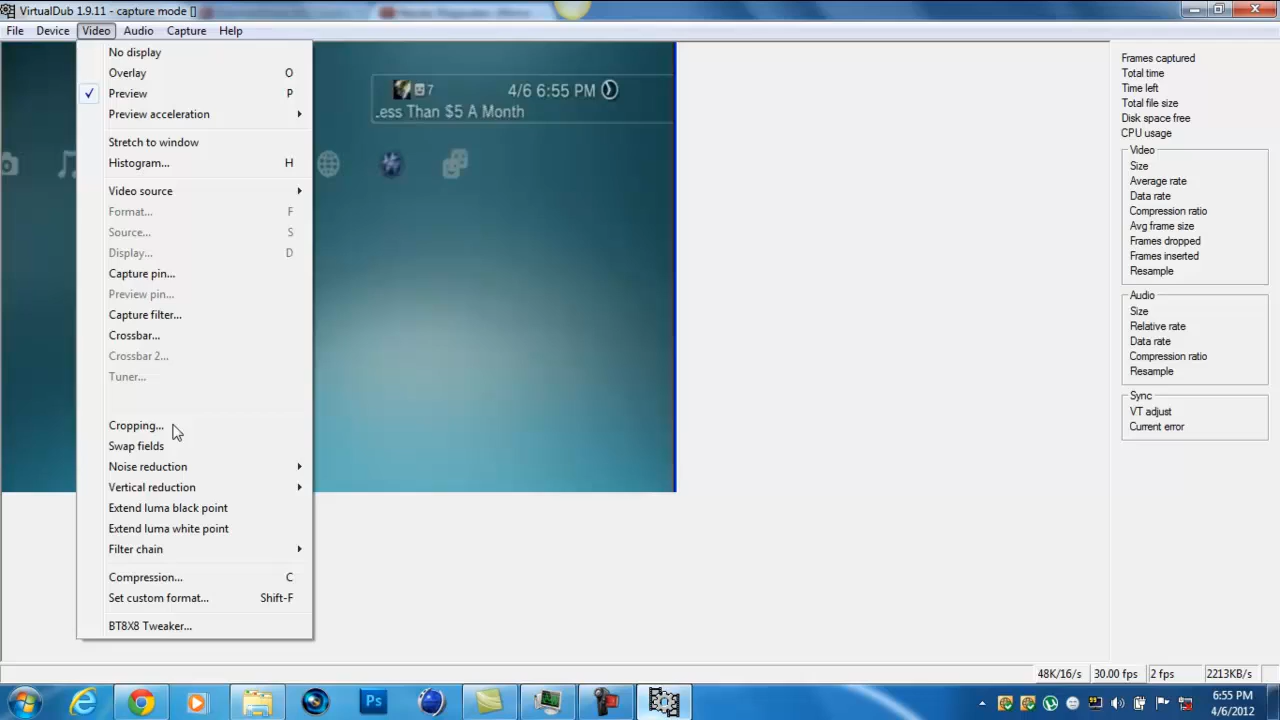 VirtualDub 1.9.11 - capture mode []
File Device Video Audio Capture Help
No display
Overlay O
Preview P
Preview acceleration
Stretch to window
Histogram... H
Video source
Format... F
Source... S
Display... D
Capture pin...
Preview pin...
Capture filter...
Crossbar...
Crossbar 2...
Tuner...
Cropping...
Swap fields
Noise reduction
Vertical reduction
Extend luma black point
Extend luma white point
Filter chain
Compression... C
Set custom format... Shift-F
BT8X8 Tweaker...
7 4/6 6:55 PM
.ess Than $5 A Month
Frames captured
Total time
Time left
Total file size
Disk space free
CPU usage
Video
Size
Average rate
Data rate
Compression ratio
Avg frame size
Frames dropped
Frames inserted
Resample
Audio
Size
Relative rate
Data rate
Compression ratio
Resample
Sync
VT adjust
Current error
48K/16/s 30.00 fps 2 fps 2213KB/s
Ps
6:55 PM
4/6/2012